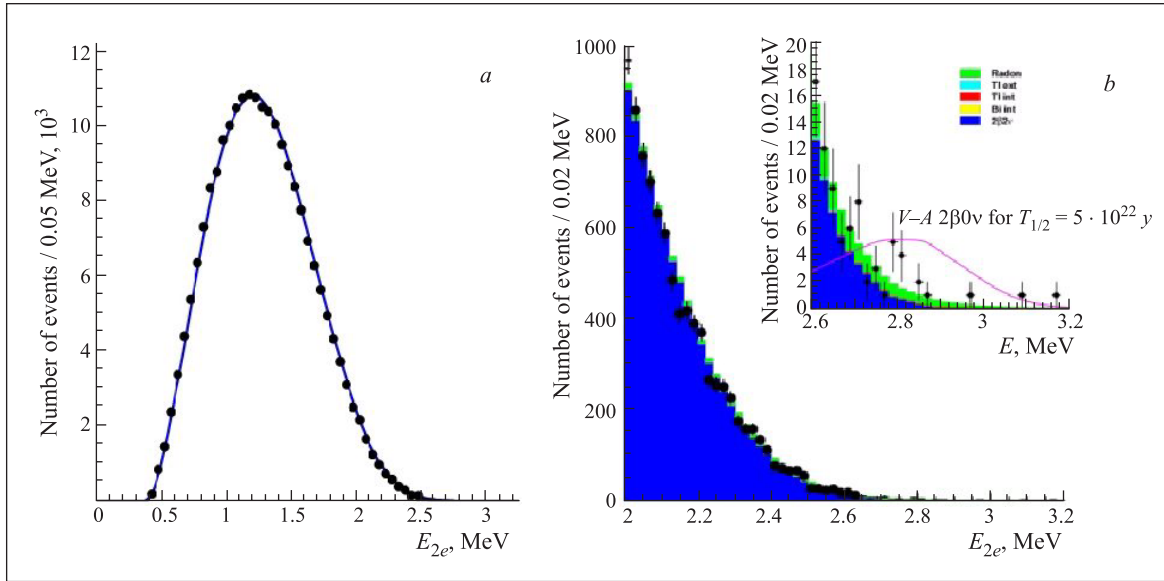 a
Number of events / 0.05 MeV, 10³
12
10
8
6
4
2
0 0.5 1 1.5 2 2.5 3
E₂ₑ, MeV
b
Number of events / 0.02 MeV
1000
800
600
400
200
0
2 2.2 2.4 2.6 2.8 3 3.2
E₂ₑ, MeV
Number of events / 0.02 MeV
20
18
16
14
12
10
8
6
4
2
0
2.6 2.8 3 3.2
E, MeV
Radon
Tl ext
Tl int
Bi int
2β2ν
V–A 2β0ν for T₁/₂ = 5 · 10²² y